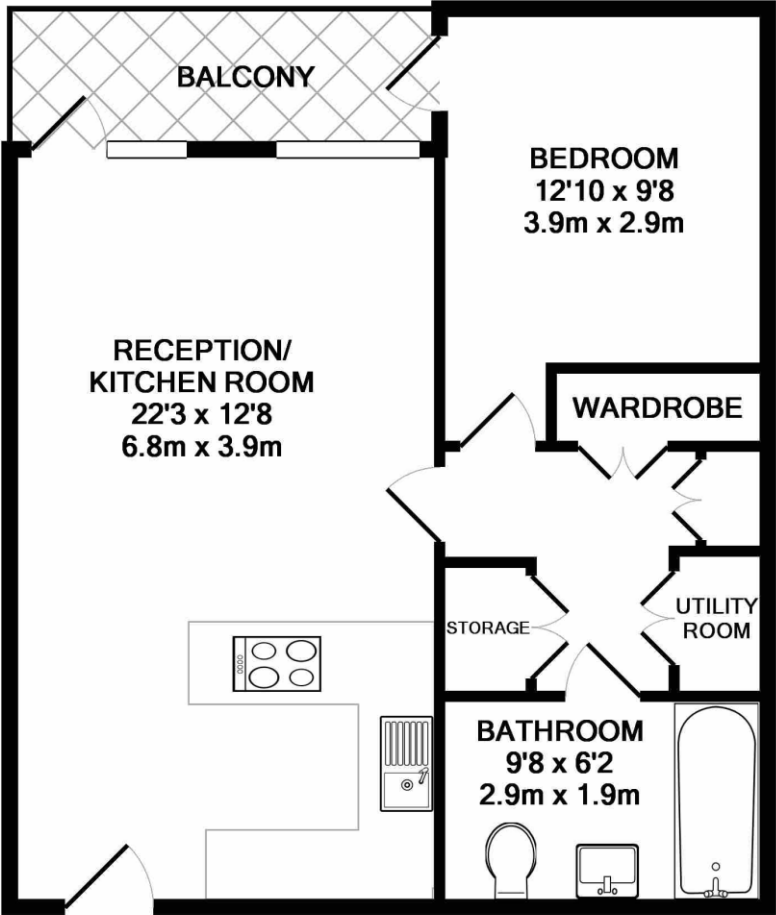 BALCONY
BEDROOM
12'10 x 9'8
3.9m x 2.9m
RECEPTION/
KITCHEN ROOM
22'3 x 12'8
6.8m x 3.9m
WARDROBE
STORAGE
UTILITY
ROOM
BATHROOM
9'8 x 6'2
2.9m x 1.9m